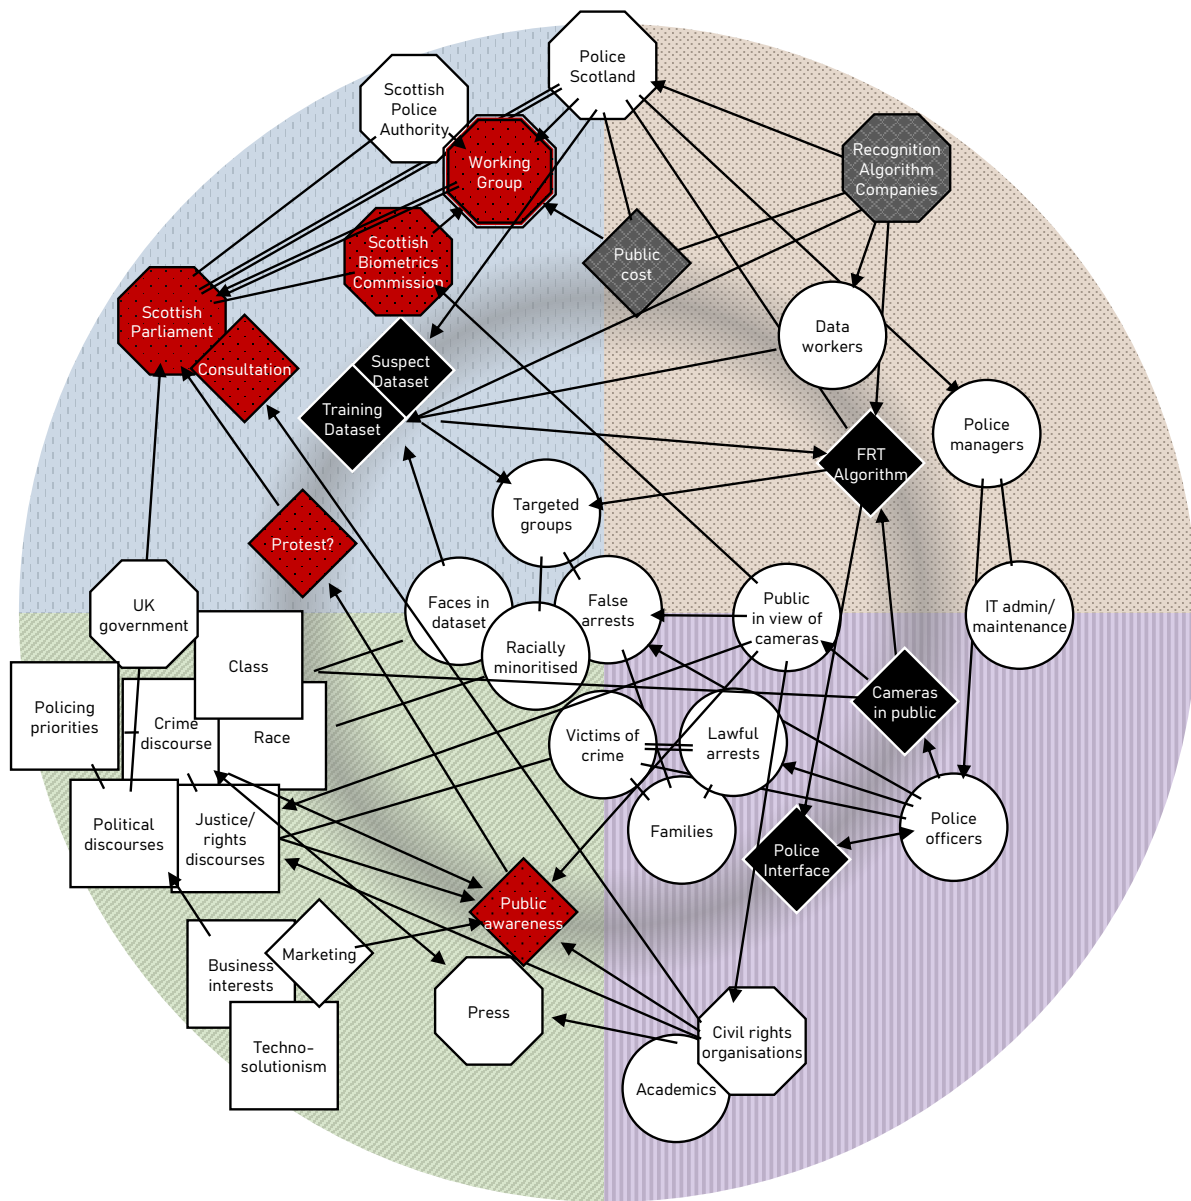 Police
Scotland
Scottish
Police
Authority
Working
Group
Recognition
Algorithm
Companies
Scottish
Biometrics
Commission
Public
cost
Scottish
Parliament
Consultation
Data
workers
Suspect
Dataset
Training
Dataset
Police
managers
FRT
Algorithm
Targeted
groups
Protest?
UK
government
Faces in
dataset
False
arrests
Public
in view of
cameras
IT admin/
maintenance
Racially
minoritised
Class
Policing
priorities
Crime
discourse
Race
Cameras
in public
Victims of
crime
Lawful
arrests
Political
discourses
Justice/
rights
discourses
Families
Police
Interface
Police
officers
Public
awareness
Marketing
Business
interests
Press
Techno-
solutionism
Civil rights
organisations
Academics